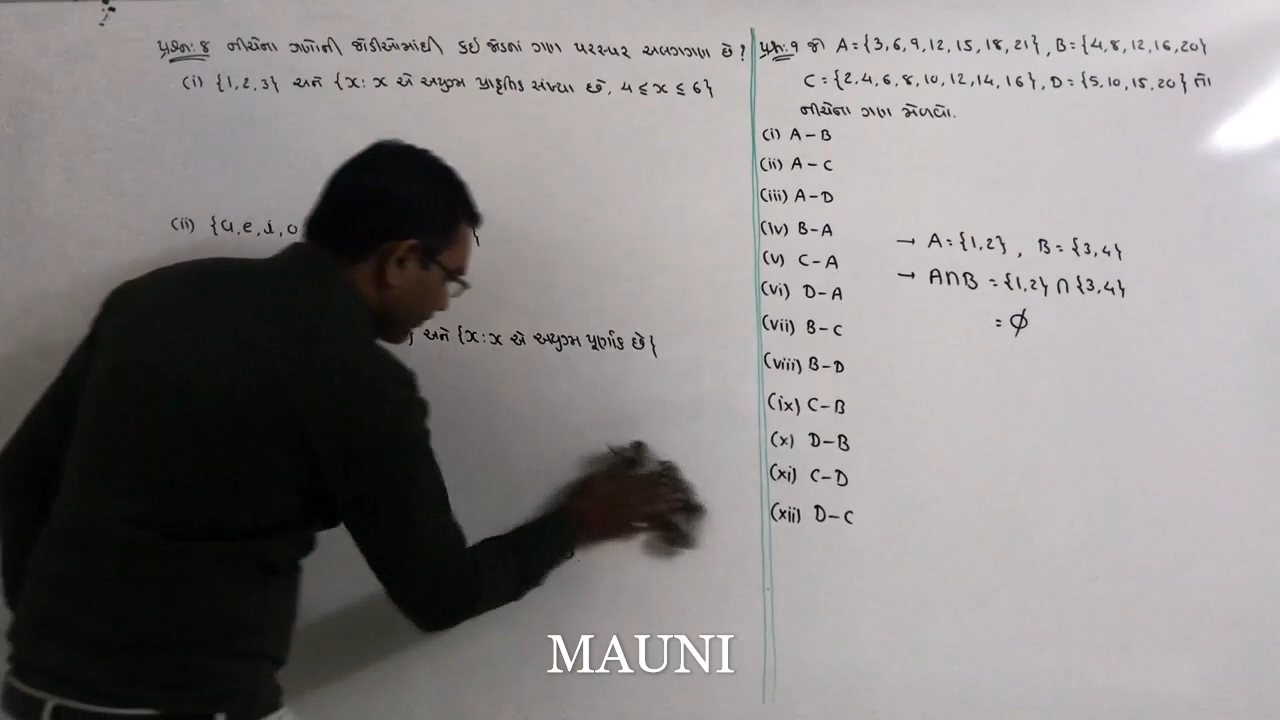 પ્રશ્ન: ૪ નીચેના ગણોની જોડીઓમાંથી કઈ જોડનાં ગણ પરસ્પર અલગગણ છે?
(i) {1,2,3} અને {x: x એ અયુગ્મ પ્રાકૃતિક સંખ્યા છે, 4 ≤ x ≤ 6}
(ii) {a,e,i,o
} અને {x:x એ અયુગ્મ પૂર્ણાંક છે}
પ્રશ્ન:૧ જો A={3,6,9,12,15,18,21}, B={4,8,12,16,20}
C={2,4,6,8,10,12,14,16}, D={5,10,15,20} તો
નીચેના ગણ મેળવો.
(i) A-B
(ii) A-C
(iii) A-D
(iv) B-A
(v) C-A
(vi) D-A
(vii) B-C
(viii) B-D
(ix) C-B
(x) D-B
(xi) C-D
(xii) D-C
→ A={1,2}, B={3,4}
→ A∩B = {1,2} ∩ {3,4}
= ϕ
MAUNI